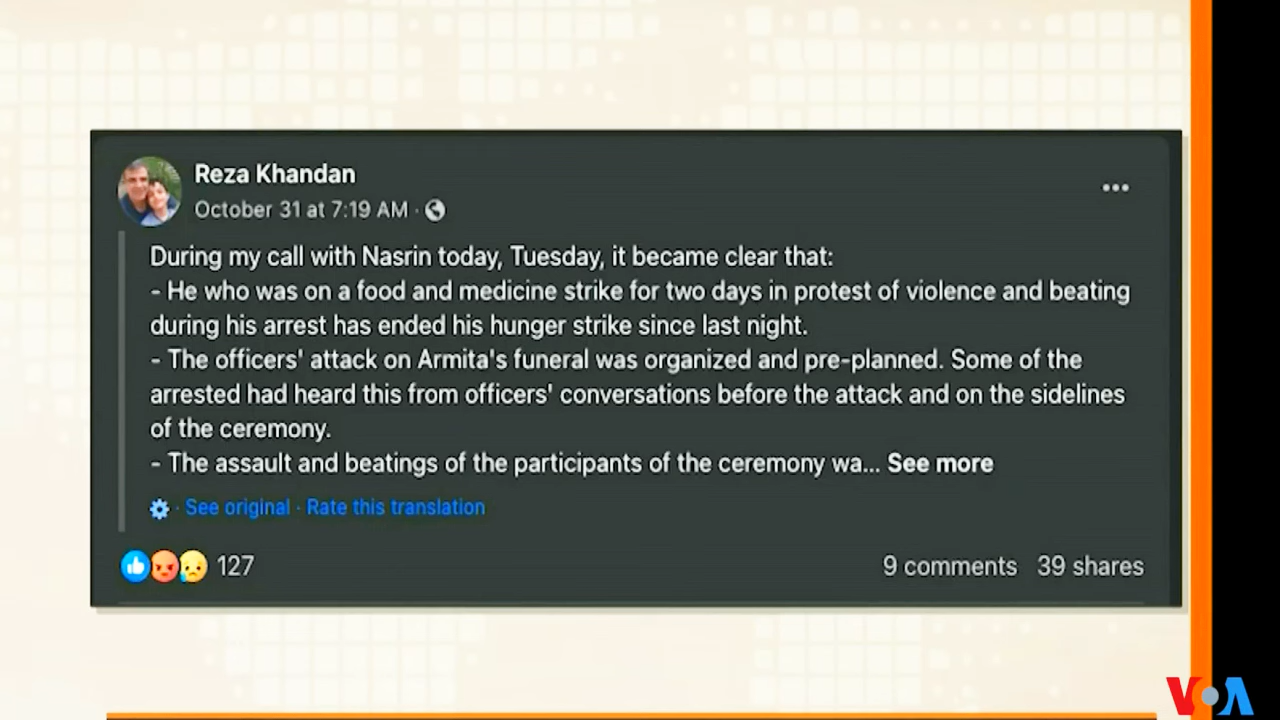 Reza Khandan
October 31 at 7:19 AM ·
During my call with Nasrin today, Tuesday, it became clear that:
- He who was on a food and medicine strike for two days in protest of violence and beating
during his arrest has ended his hunger strike since last night.
- The officers' attack on Armita's funeral was organized and pre-planned. Some of the
arrested had heard this from officers' conversations before the attack and on the sidelines
of the ceremony.
- The assault and beatings of the participants of the ceremony wa... See more
· See original · Rate this translation
127
9 comments 39 shares
VOA